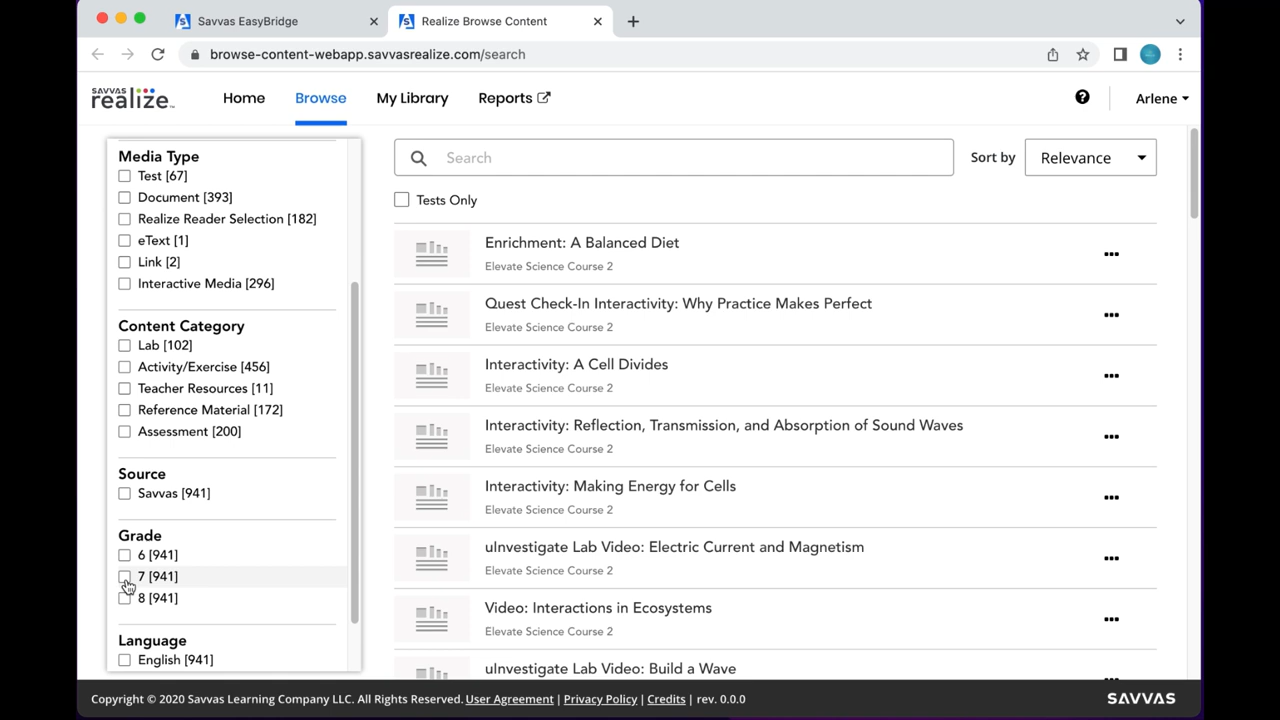 Savvas EasyBridge
Realize Browse Content
browse-content-webapp.savvasrealize.com/search
SAVVAS
realize™
Home
Browse
My Library
Reports
Arlene
Media Type
Test [67]
Document [393]
Realize Reader Selection [182]
eText [1]
Link [2]
Interactive Media [296]
Content Category
Lab [102]
Activity/Exercise [456]
Teacher Resources [11]
Reference Material [172]
Assessment [200]
Source
Savvas [941]
Grade
6 [941]
7 [941]
8 [941]
Language
English [941]
Search
Sort by
Relevance
Tests Only
Enrichment: A Balanced Diet
Elevate Science Course 2
Quest Check-In Interactivity: Why Practice Makes Perfect
Elevate Science Course 2
Interactivity: A Cell Divides
Elevate Science Course 2
Interactivity: Reflection, Transmission, and Absorption of Sound Waves
Elevate Science Course 2
Interactivity: Making Energy for Cells
Elevate Science Course 2
uInvestigate Lab Video: Electric Current and Magnetism
Elevate Science Course 2
Video: Interactions in Ecosystems
Elevate Science Course 2
uInvestigate Lab Video: Build a Wave
Copyright © 2020 Savvas Learning Company LLC. All Rights Reserved. User Agreement | Privacy Policy | Credits | rev. 0.0.0
SAVVAS